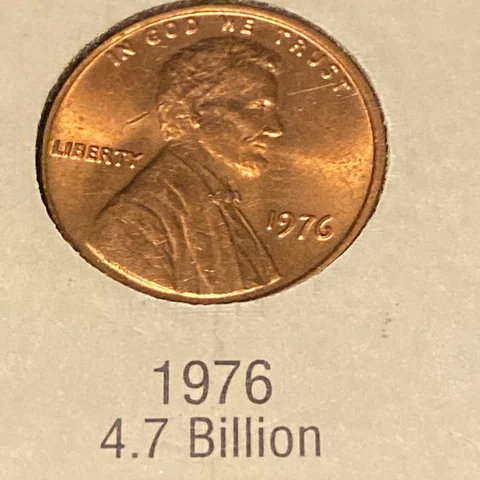 IN GOD WE TRUST
LIBERTY
1976
1976
4.7 Billion